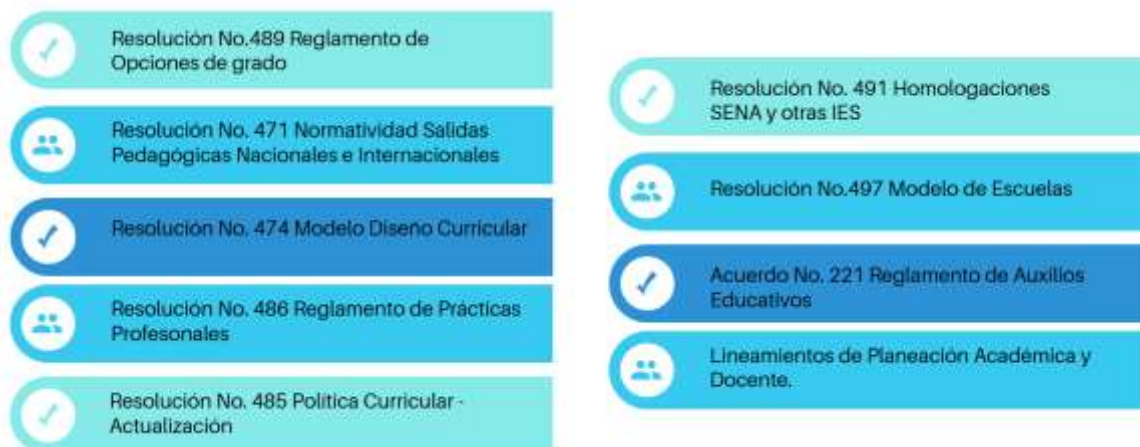 Resolución No.489 Reglamento de
Opciones de grado
Resolución No. 471 Normatividad Salidas
Pedagógicas Nacionales e Internacionales
Resolución No. 474 Modelo Diseño Curricular
Resolución No. 486 Reglamento de Prácticas
Profesionales
Resolución No. 485 Política Curricular -
Actualización
Resolución No. 491 Homologaciones
SENA y otras IES
Resolución No.497 Modelo de Escuelas
Acuerdo No. 221 Reglamento de Auxilios
Educativos
Lineamientos de Planeación Académica y
Docente.